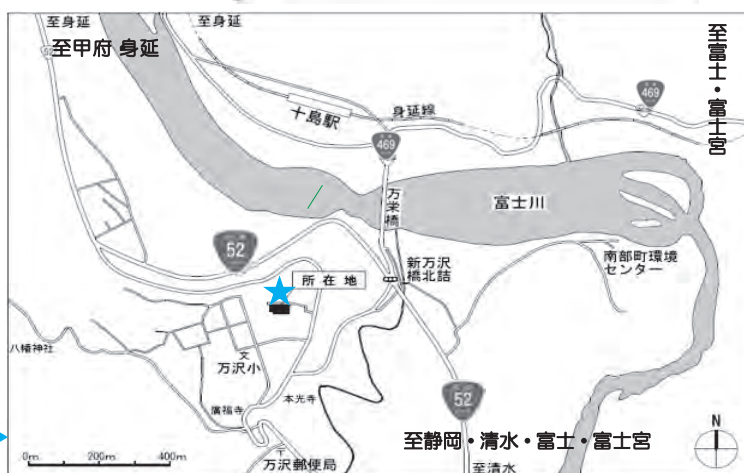 至身延
至身延
52
至甲府 身延
至富士・富士宮
十島駅
身延線
469
469
万栄橋
富士川
52
新万沢
橋北詰
南部町環境
センター
所在地
八幡神社
文
万沢小
本光寺
廣福寺
52
N
至静岡・清水・富士・富士宮
0m 200m 400m
〒
万沢郵便局
至清水